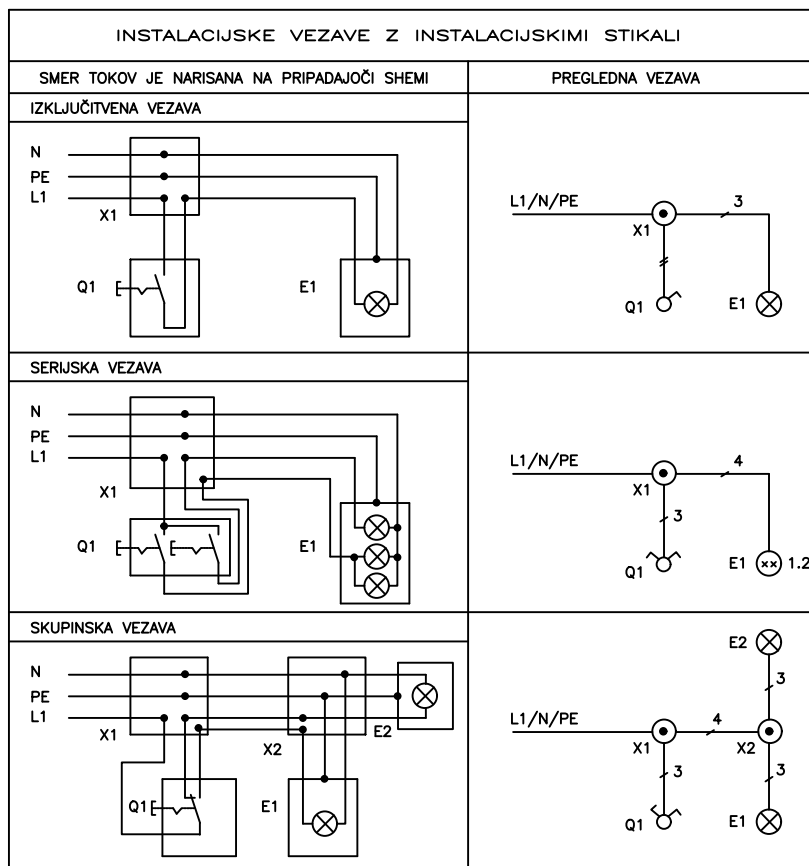 INSTALACIJSKE VEZAVE Z INSTALACIJSKIMI STIKALI
SMER TOKOV JE NARISANA NA PRIPADAJOČI SHEMI
PREGLEDNA VEZAVA
IZKLJUČITVENA VEZAVA
N
PE
L1
X1
Q1
E1
L1/N/PE
3
X1
Q1
E1
SERIJSKA VEZAVA
N
PE
L1
X1
Q1
E1
L1/N/PE
4
X1
3
Q1
E1
1.2
SKUPINSKA VEZAVA
N
PE
L1
X1
X2
E2
Q1
E1
E2
3
L1/N/PE
4
X1
X2
3
3
Q1
E1